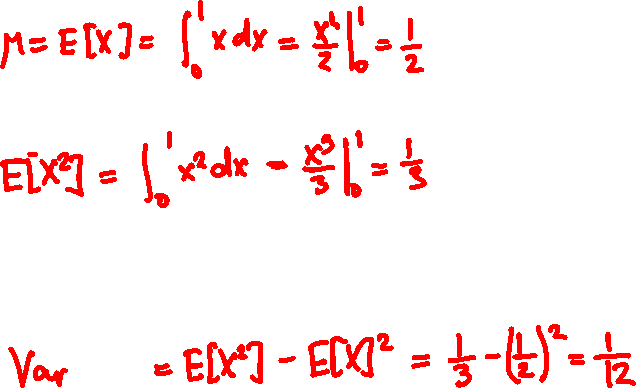 μ = E[X] = ∫₀¹ x dx = x²/2 |₀¹ = 1/2
E[X²] = ∫₀¹ x² dx = x³/3 |₀¹ = 1/3
Var = E[X²] - E[X]² = 1/3 - (1/2)² = 1/12